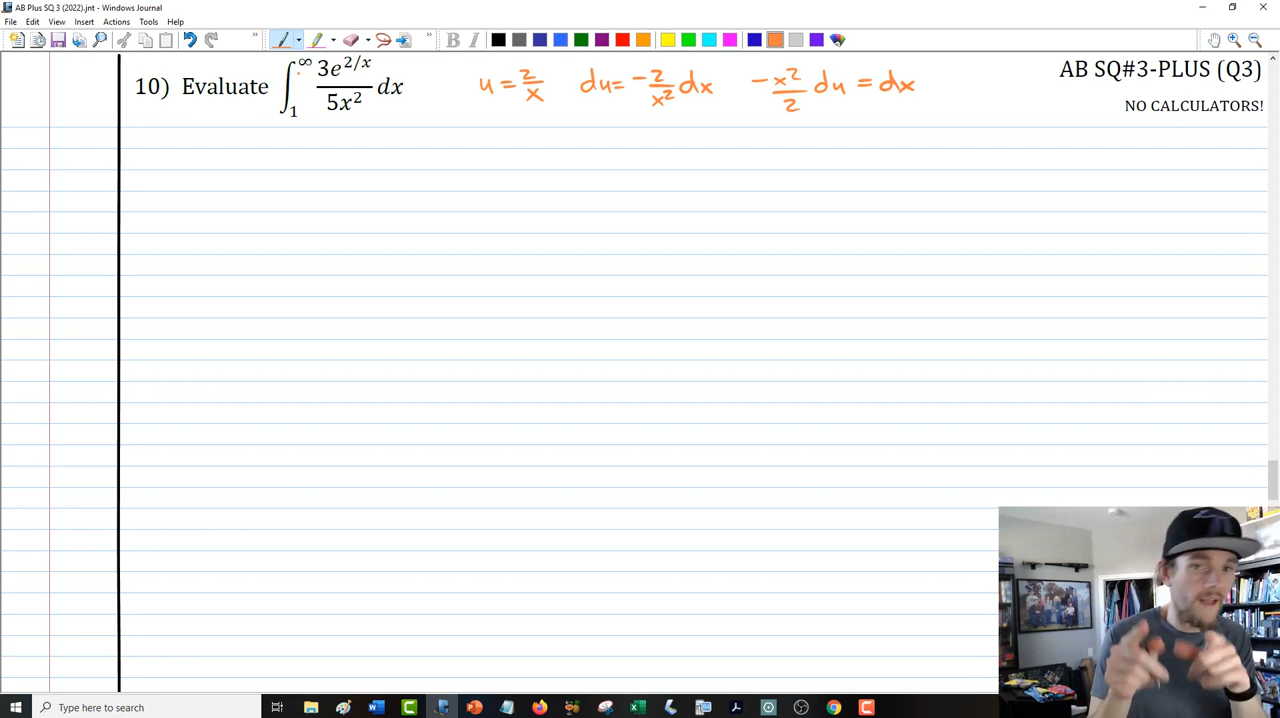 AB Plus SQ 3 (2022).jnt - Windows Journal
File Edit View Insert Actions Tools Help
B I
10) Evaluate ∫₁^∞ 3e^{2/x}/5x² dx u = 2/x du = -2/x² dx -x²/2 du = dx
AB SQ#3-PLUS (Q3)
NO CALCULATORS!
Type here to search